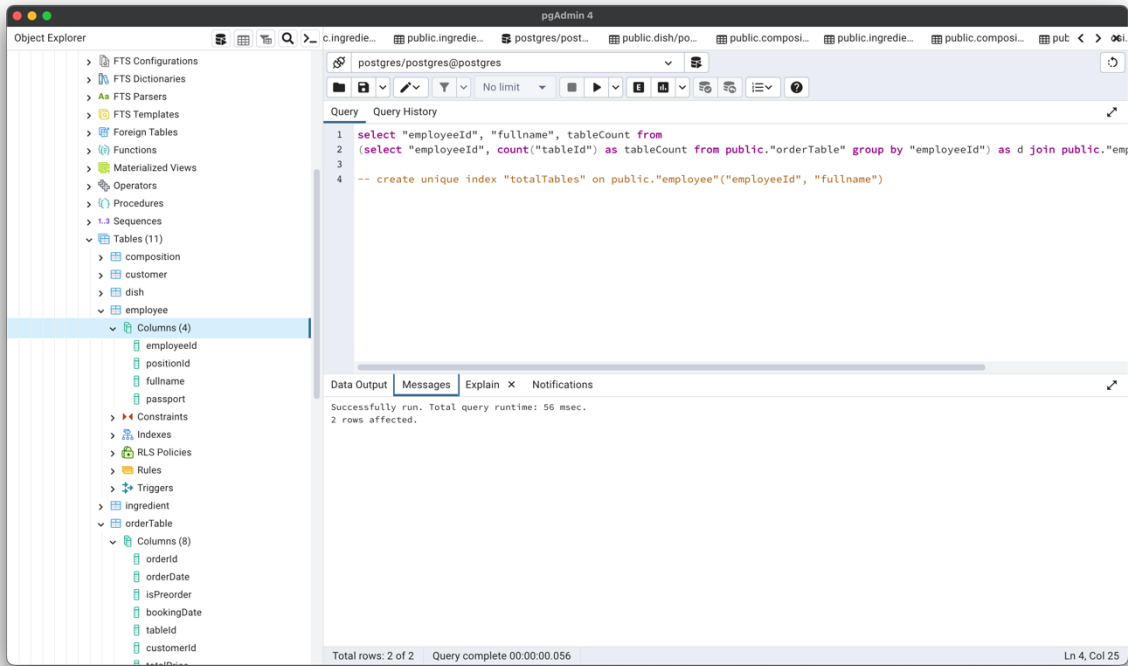 pgAdmin 4
Object Explorer
c.ingredie...
public.ingredie...
postgres/post...
public.dish/po...
public.composi...
public.ingredie...
public.composi...
FTS Configurations
FTS Dictionaries
Aa FTS Parsers
FTS Templates
Foreign Tables
Functions
Materialized Views
Operators
Procedures
1..3 Sequences
Tables (11)
composition
customer
dish
employee
Columns (4)
employeeId
positionId
fullname
passport
Constraints
Indexes
RLS Policies
Rules
Triggers
ingredient
orderTable
Columns (8)
orderId
orderDate
isPreorder
bookingDate
tableId
customerId
postgres/postgres@postgres
No limit
E
Query Query History
1 select "employeeId", "fullname", tableCount from
2 (select "employeeId", count("tableId") as tableCount from public."orderTable" group by "employeeId") as d join public."emp
3
4 -- create unique index "totalTables" on public."employee"("employeeId", "fullname")
Data Output Messages Explain × Notifications
Successfully run. Total query runtime: 56 msec.
2 rows affected.
Total rows: 2 of 2 Query complete 00:00:00.056 Ln 4, Col 25